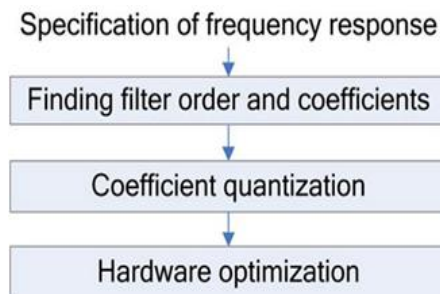 Specification of frequency response
Finding filter order and coefficients
Coefficient quantization
Hardware optimization